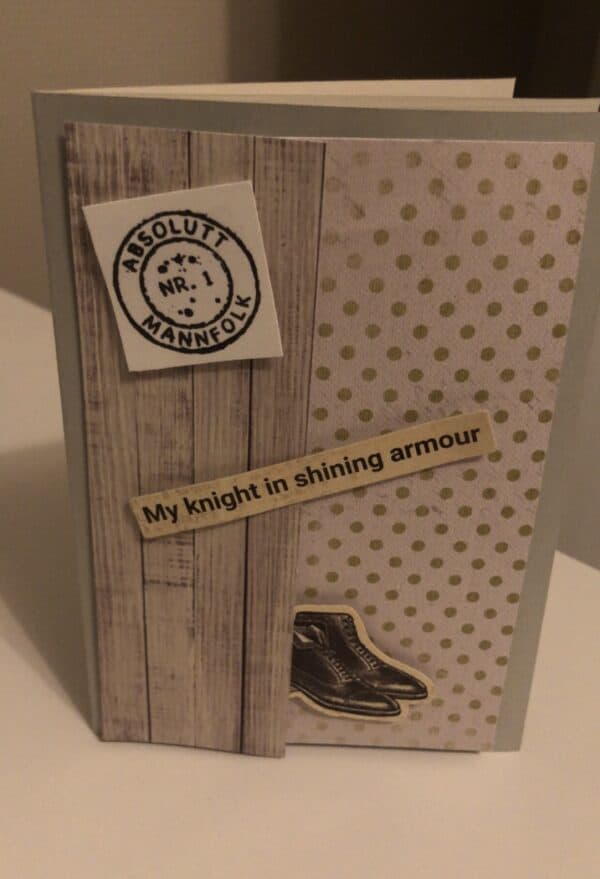 ABSOLUTT
NR. 1
MANNFOLK
My knight in shining armour